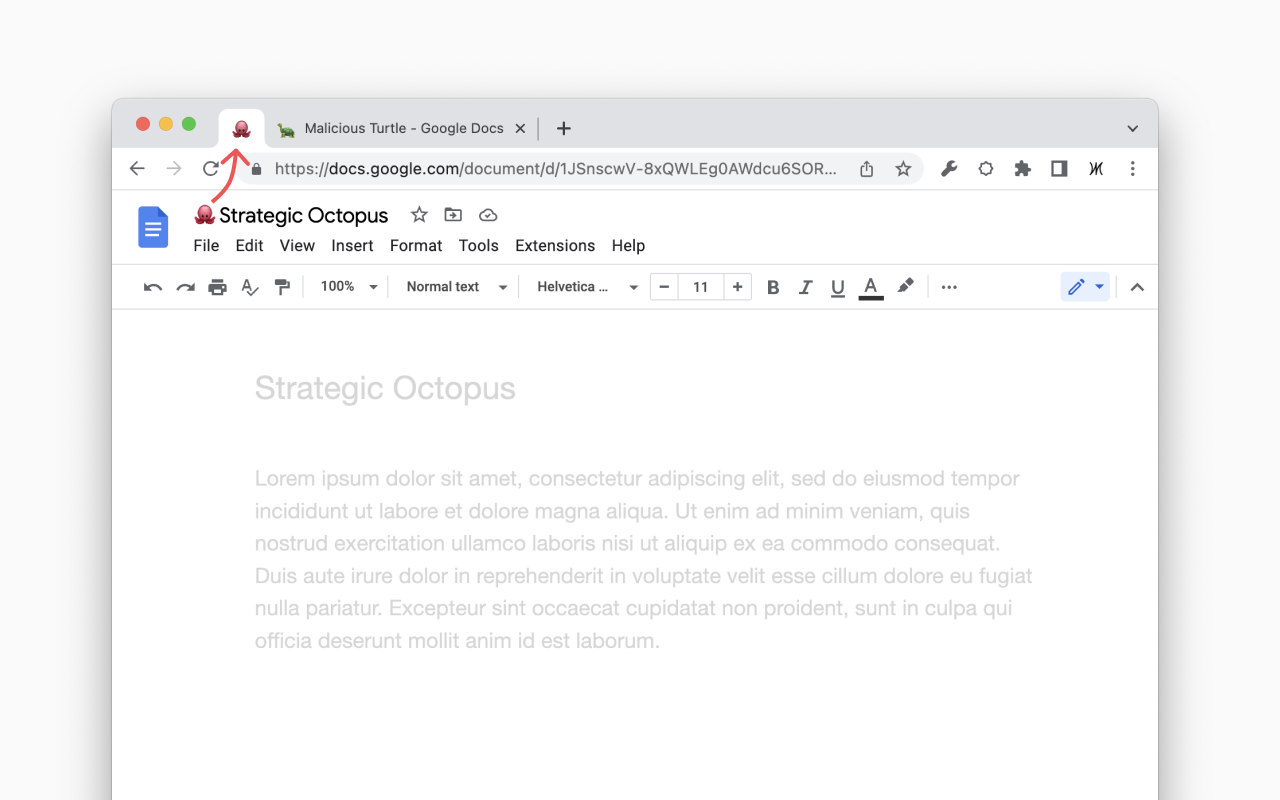 Malicious Turtle - Google Docs
https://docs.google.com/document/d/1JSnscwV-8xQWLEg0AWdcu6SOR...
🐙Strategic Octopus
File Edit View Insert Format Tools Extensions Help
100% Normal text Helvetica ... 11 B I U A
Strategic Octopus
Lorem ipsum dolor sit amet, consectetur adipiscing elit, sed do eiusmod tempor
incididunt ut labore et dolore magna aliqua. Ut enim ad minim veniam, quis
nostrud exercitation ullamco laboris nisi ut aliquip ex ea commodo consequat.
Duis aute irure dolor in reprehenderit in voluptate velit esse cillum dolore eu fugiat
nulla pariatur. Excepteur sint occaecat cupidatat non proident, sunt in culpa qui
officia deserunt mollit anim id est laborum.